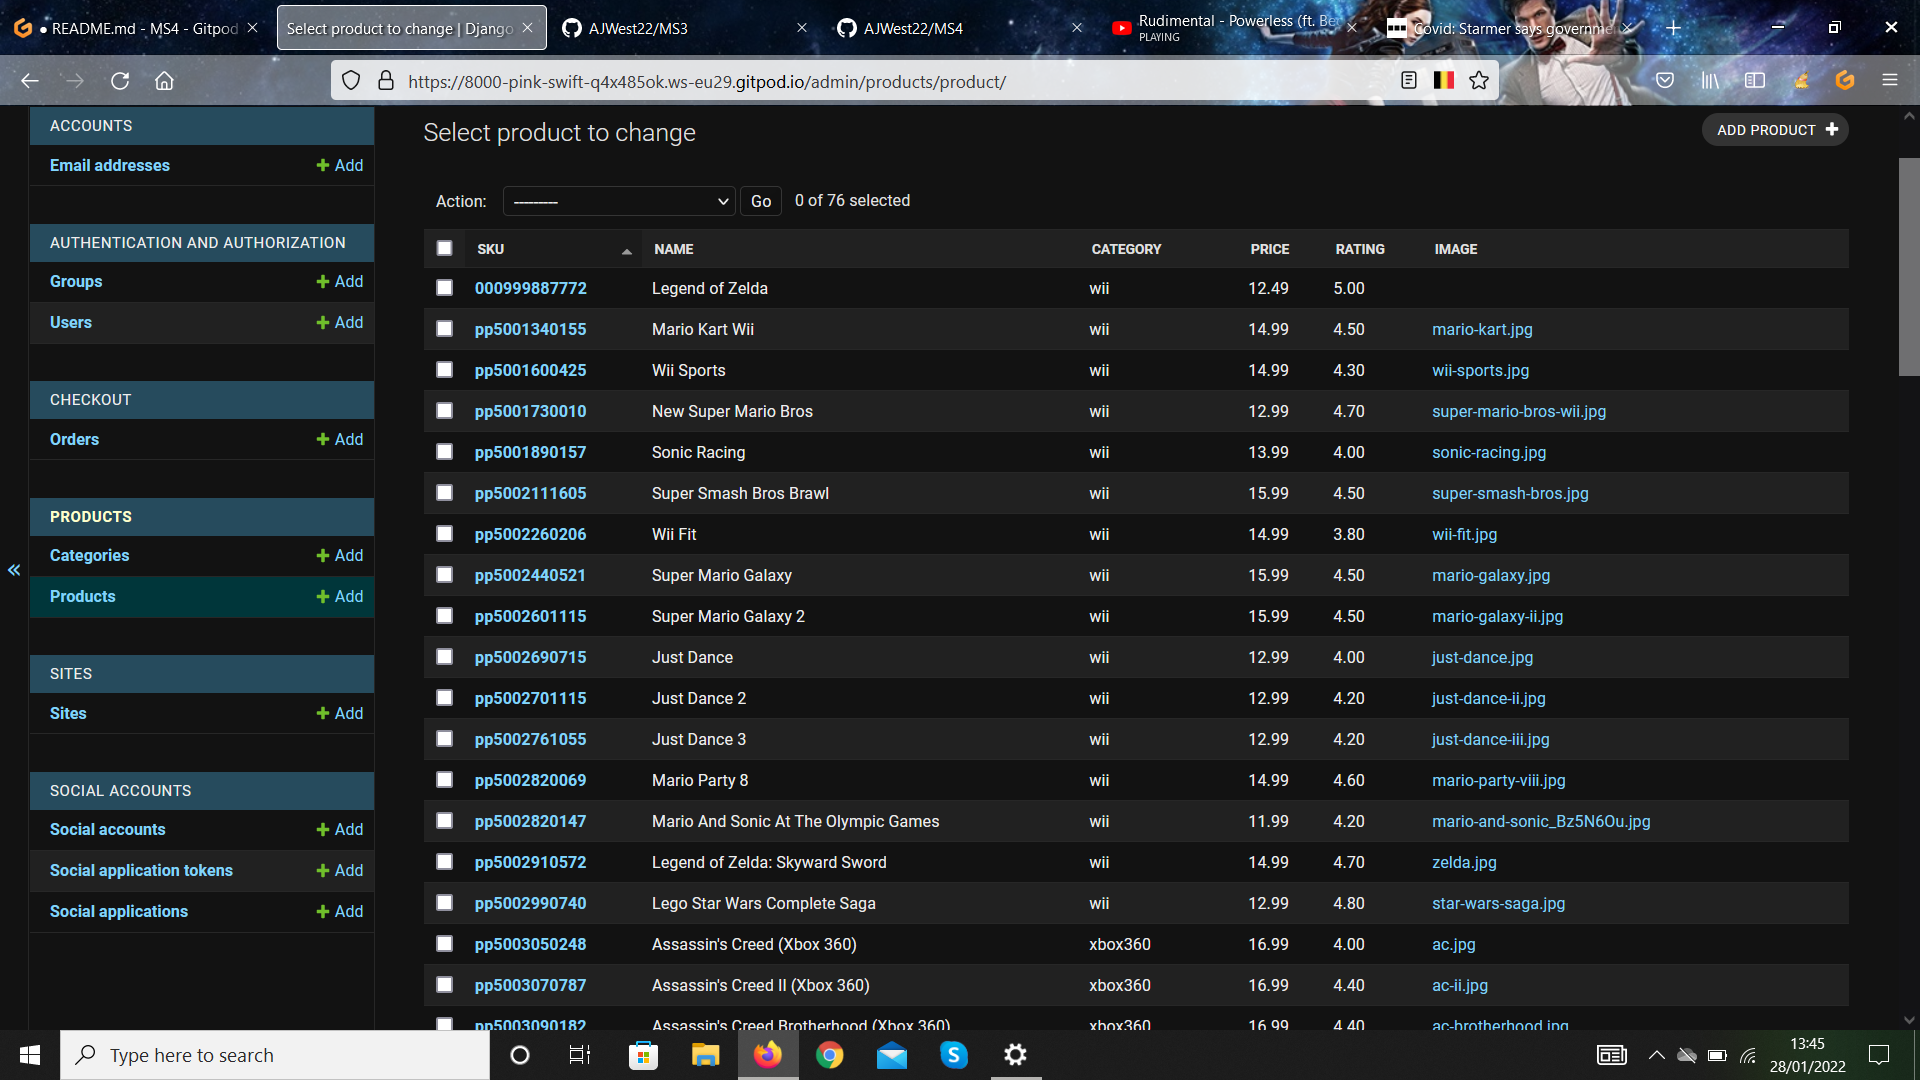 ● README.md - MS4 - Gitpod
Select product to change | Django
AJWest22/MS3
AJWest22/MS4
Rudimental - Powerless (ft. Be
PLAYING
Covid: Starmer says governme
https://8000-pink-swift-q4x485ok.ws-eu29.gitpod.io/admin/products/product/
ACCOUNTS
Email addresses
Add
AUTHENTICATION AND AUTHORIZATION
Groups
Add
Users
Add
CHECKOUT
Orders
Add
PRODUCTS
Categories
Add
Products
Add
SITES
Sites
Add
SOCIAL ACCOUNTS
Social accounts
Add
Social application tokens
Add
Social applications
Add
«
Select product to change
ADD PRODUCT +
Action: ---------
Go
0 of 76 selected
SKU NAME CATEGORY PRICE RATING IMAGE
000999887772 Legend of Zelda wii 12.49 5.00
pp5001340155 Mario Kart Wii wii 14.99 4.50 mario-kart.jpg
pp5001600425 Wii Sports wii 14.99 4.30 wii-sports.jpg
pp5001730010 New Super Mario Bros wii 12.99 4.70 super-mario-bros-wii.jpg
pp5001890157 Sonic Racing wii 13.99 4.00 sonic-racing.jpg
pp5002111605 Super Smash Bros Brawl wii 15.99 4.50 super-smash-bros.jpg
pp5002260206 Wii Fit wii 14.99 3.80 wii-fit.jpg
pp5002440521 Super Mario Galaxy wii 15.99 4.50 mario-galaxy.jpg
pp5002601115 Super Mario Galaxy 2 wii 15.99 4.50 mario-galaxy-ii.jpg
pp5002690715 Just Dance wii 12.99 4.00 just-dance.jpg
pp5002701115 Just Dance 2 wii 12.99 4.20 just-dance-ii.jpg
pp5002761055 Just Dance 3 wii 12.99 4.20 just-dance-iii.jpg
pp5002820069 Mario Party 8 wii 14.99 4.60 mario-party-viii.jpg
pp5002820147 Mario And Sonic At The Olympic Games wii 11.99 4.20 mario-and-sonic_Bz5N6Ou.jpg
pp5002910572 Legend of Zelda: Skyward Sword wii 14.99 4.70 zelda.jpg
pp5002990740 Lego Star Wars Complete Saga wii 12.99 4.80 star-wars-saga.jpg
pp5003050248 Assassin's Creed (Xbox 360) xbox360 16.99 4.00 ac.jpg
pp5003070787 Assassin's Creed II (Xbox 360) xbox360 16.99 4.40 ac-ii.jpg
pp5003090182 Assassin's Creed Brotherhood (Xbox 360) xbox360 16.99 4.40 ac-brotherhood.jpg
Type here to search
13:45
28/01/2022